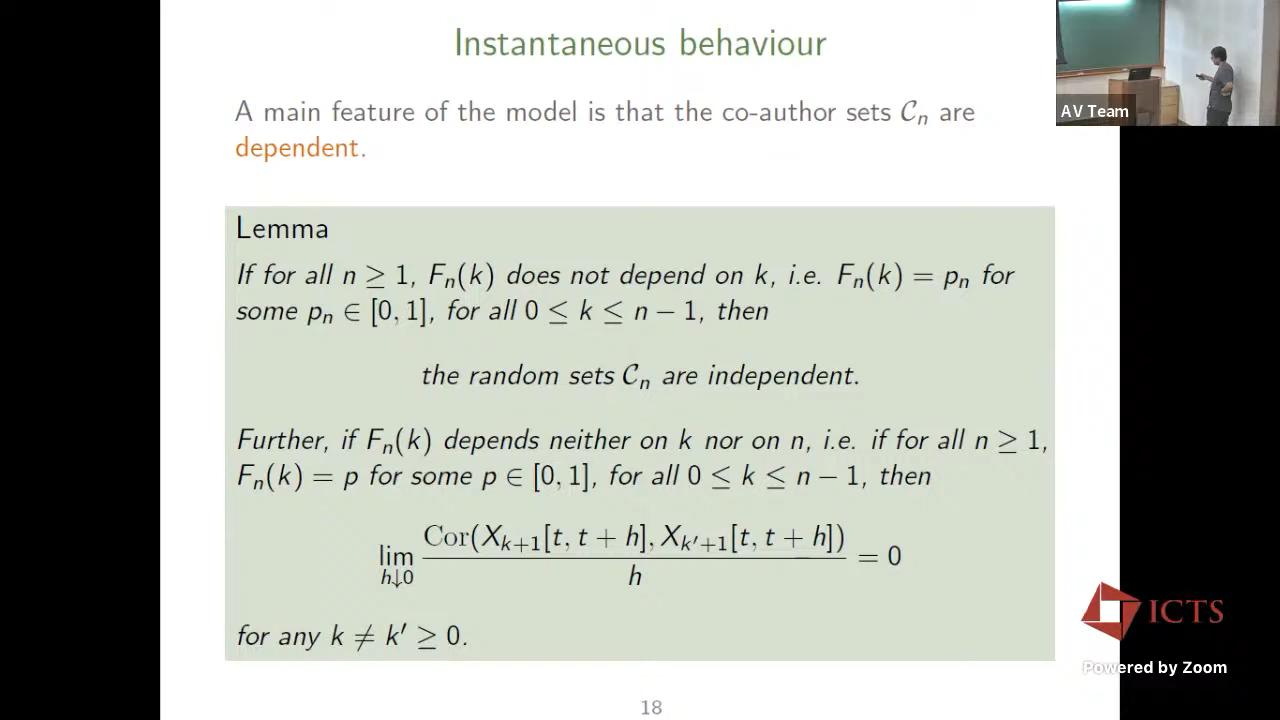 Instantaneous behaviour
A main feature of the model is that the co-author sets 𝒞ₙ are
dependent.
Lemma
If for all n ≥ 1, Fₙ(k) does not depend on k, i.e. Fₙ(k) = pₙ for
some pₙ ∈ [0, 1], for all 0 ≤ k ≤ n − 1, then
the random sets 𝒞ₙ are independent.
Further, if Fₙ(k) depends neither on k nor on n, i.e. if for all n ≥ 1,
Fₙ(k) = p for some p ∈ [0, 1], for all 0 ≤ k ≤ n − 1, then
lim_{h↓0} Cor(X_{k+1}[t, t + h], X_{k′+1}[t, t + h]) / h = 0
for any k ≠ k′ ≥ 0.
18
AV Team
ICTS
Powered by Zoom